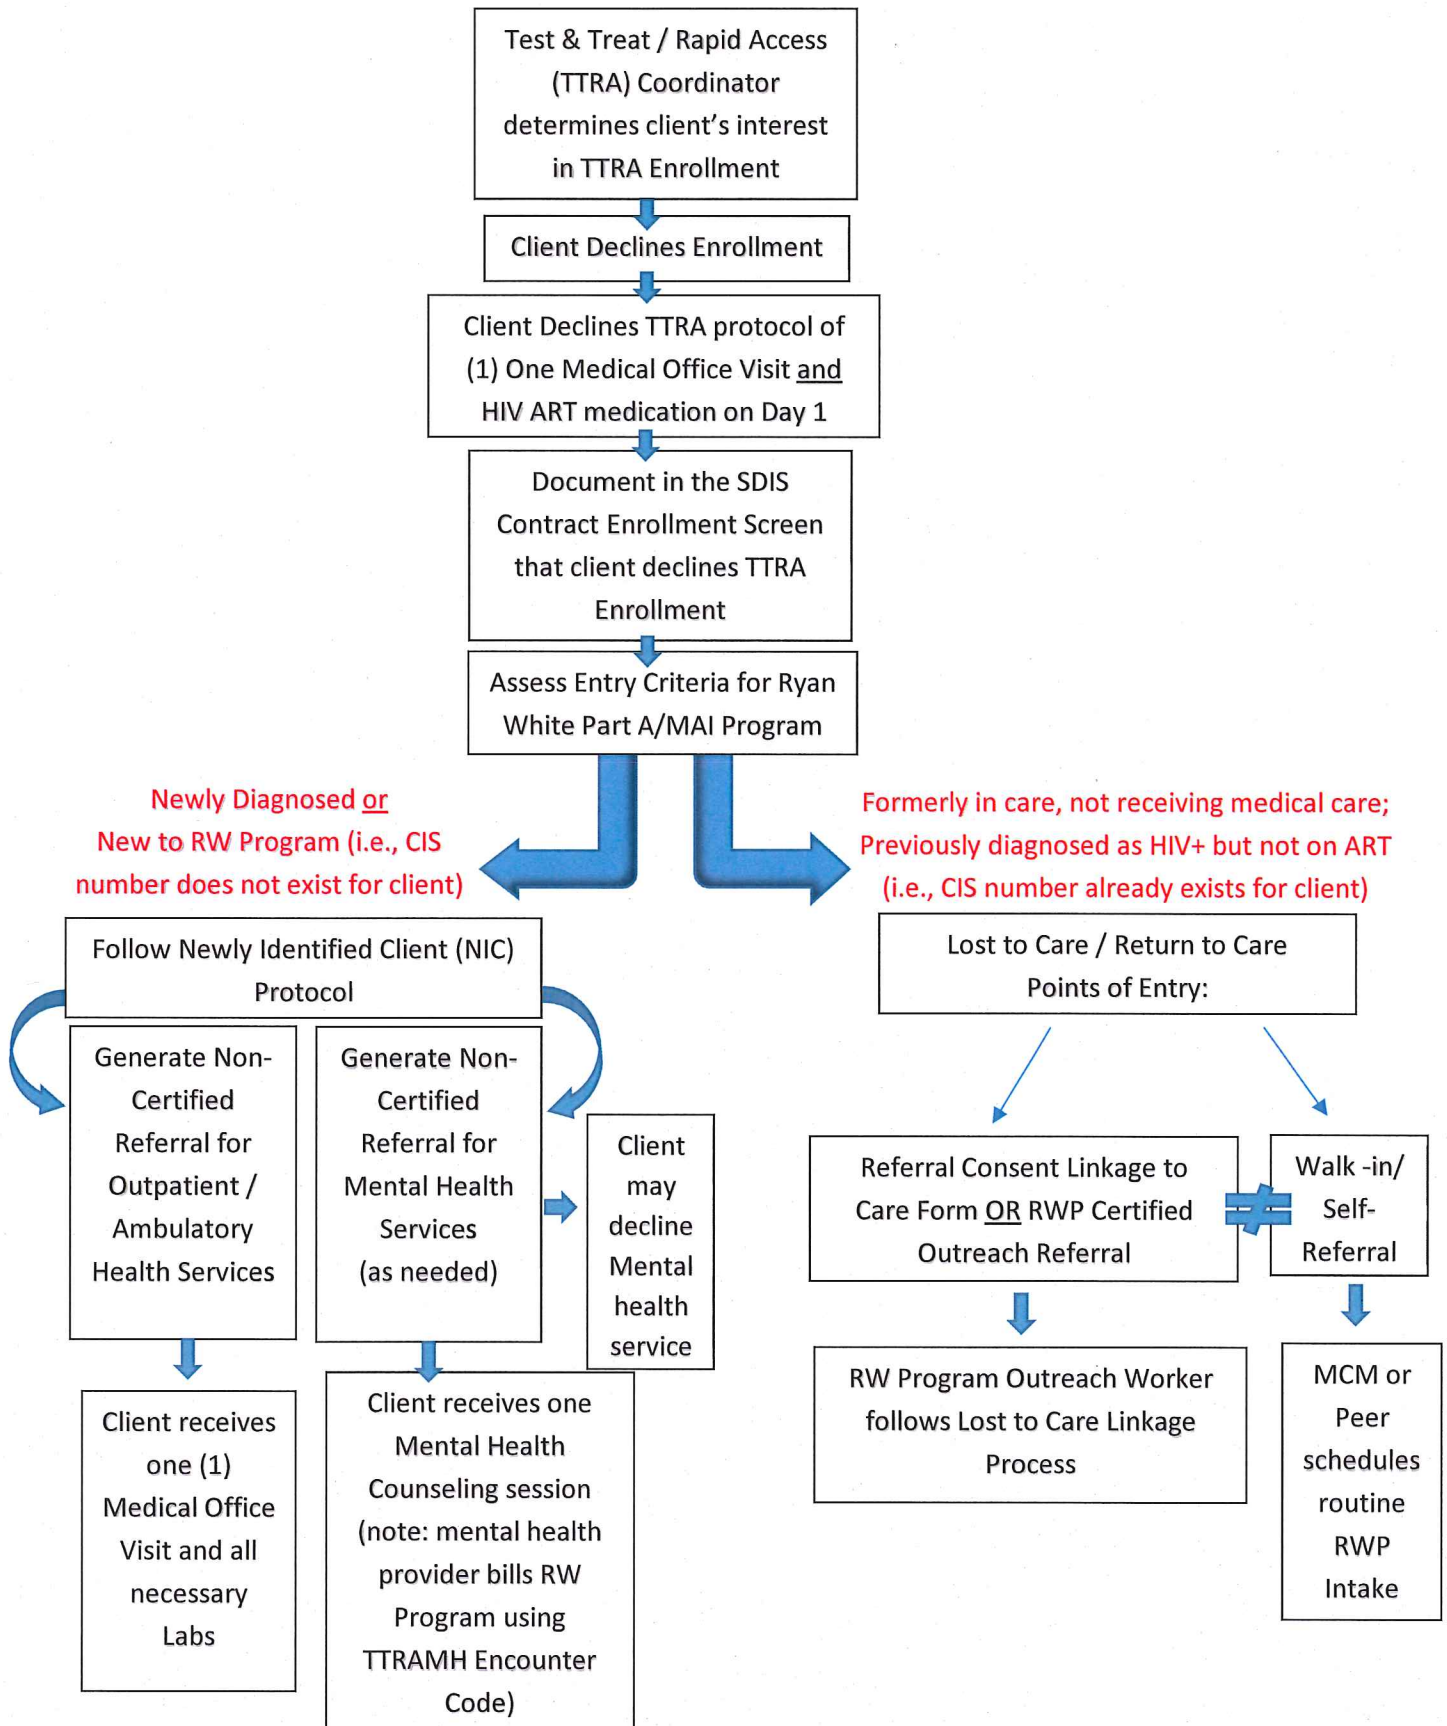 Test & Treat / Rapid Access
(TTRA) Coordinator
determines client's interest
in TTRA Enrollment
Client Declines Enrollment
Client Declines TTRA protocol of
(1) One Medical Office Visit and
HIV ART medication on Day 1
Document in the SDIS
Contract Enrollment Screen
that client declines TTRA
Enrollment
Assess Entry Criteria for Ryan
White Part A/MAI Program
Newly Diagnosed or
New to RW Program (i.e., CIS
number does not exist for client)
Follow Newly Identified Client (NIC)
Protocol
Generate Non-
Certified
Referral for
Outpatient /
Ambulatory
Health Services
Client receives
one (1)
Medical Office
Visit and all
necessary
Labs
Generate Non-
Certified
Referral for
Mental Health
Services
(as needed)
Client
may
decline
Mental
health
service
Client receives one
Mental Health
Counseling session
(note: mental health
provider bills RW
Program using
TTRAMH Encounter
Code)
Formerly in care, not receiving medical care;
Previously diagnosed as HIV+ but not on ART
(i.e., CIS number already exists for client)
Lost to Care / Return to Care
Points of Entry:
Referral Consent Linkage to
Care Form OR RWP Certified
Outreach Referral
≠
RW Program Outreach Worker
follows Lost to Care Linkage
Process
Walk -in/
Self-
Referral
MCM or
Peer
schedules
routine
RWP
Intake